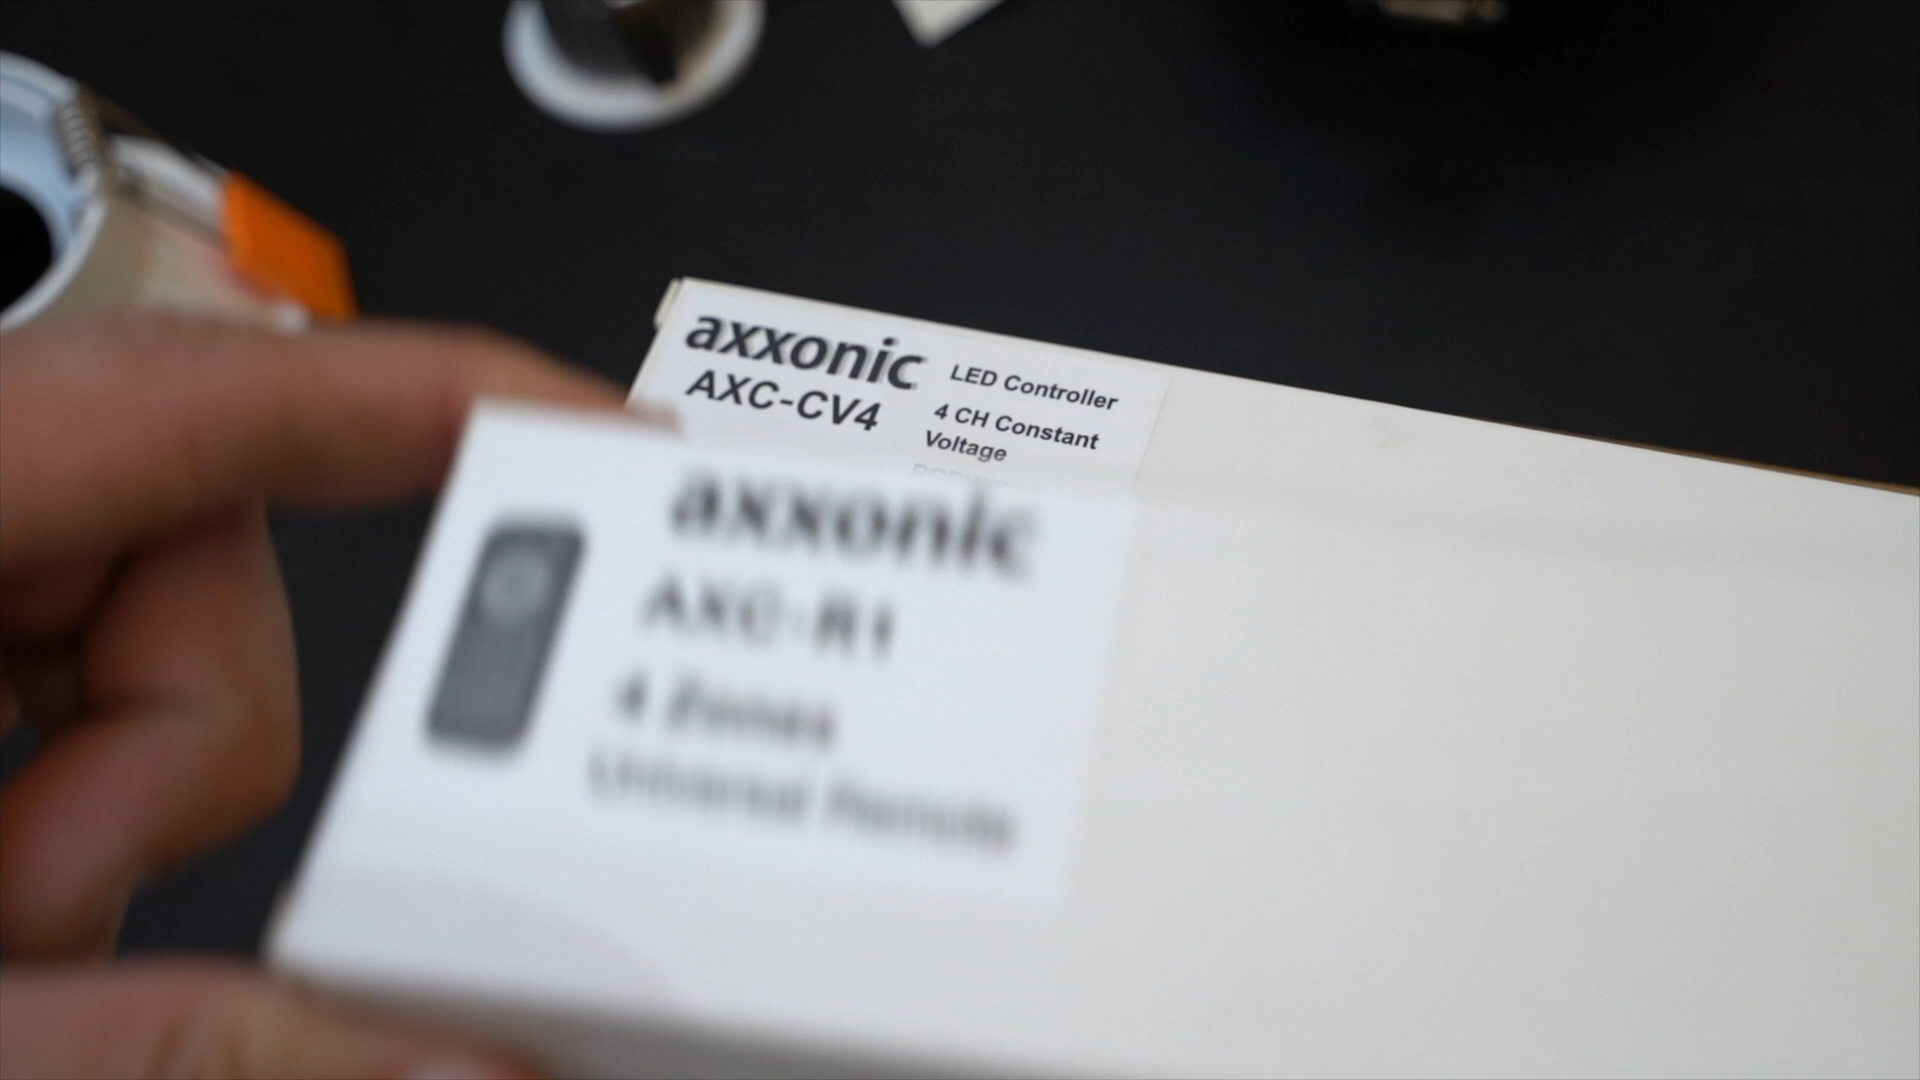 axxonic
AXC-CV4
LED Controller
4 CH Constant
Voltage
axxonic
AXC-R1
4 Zones
Universal Remote